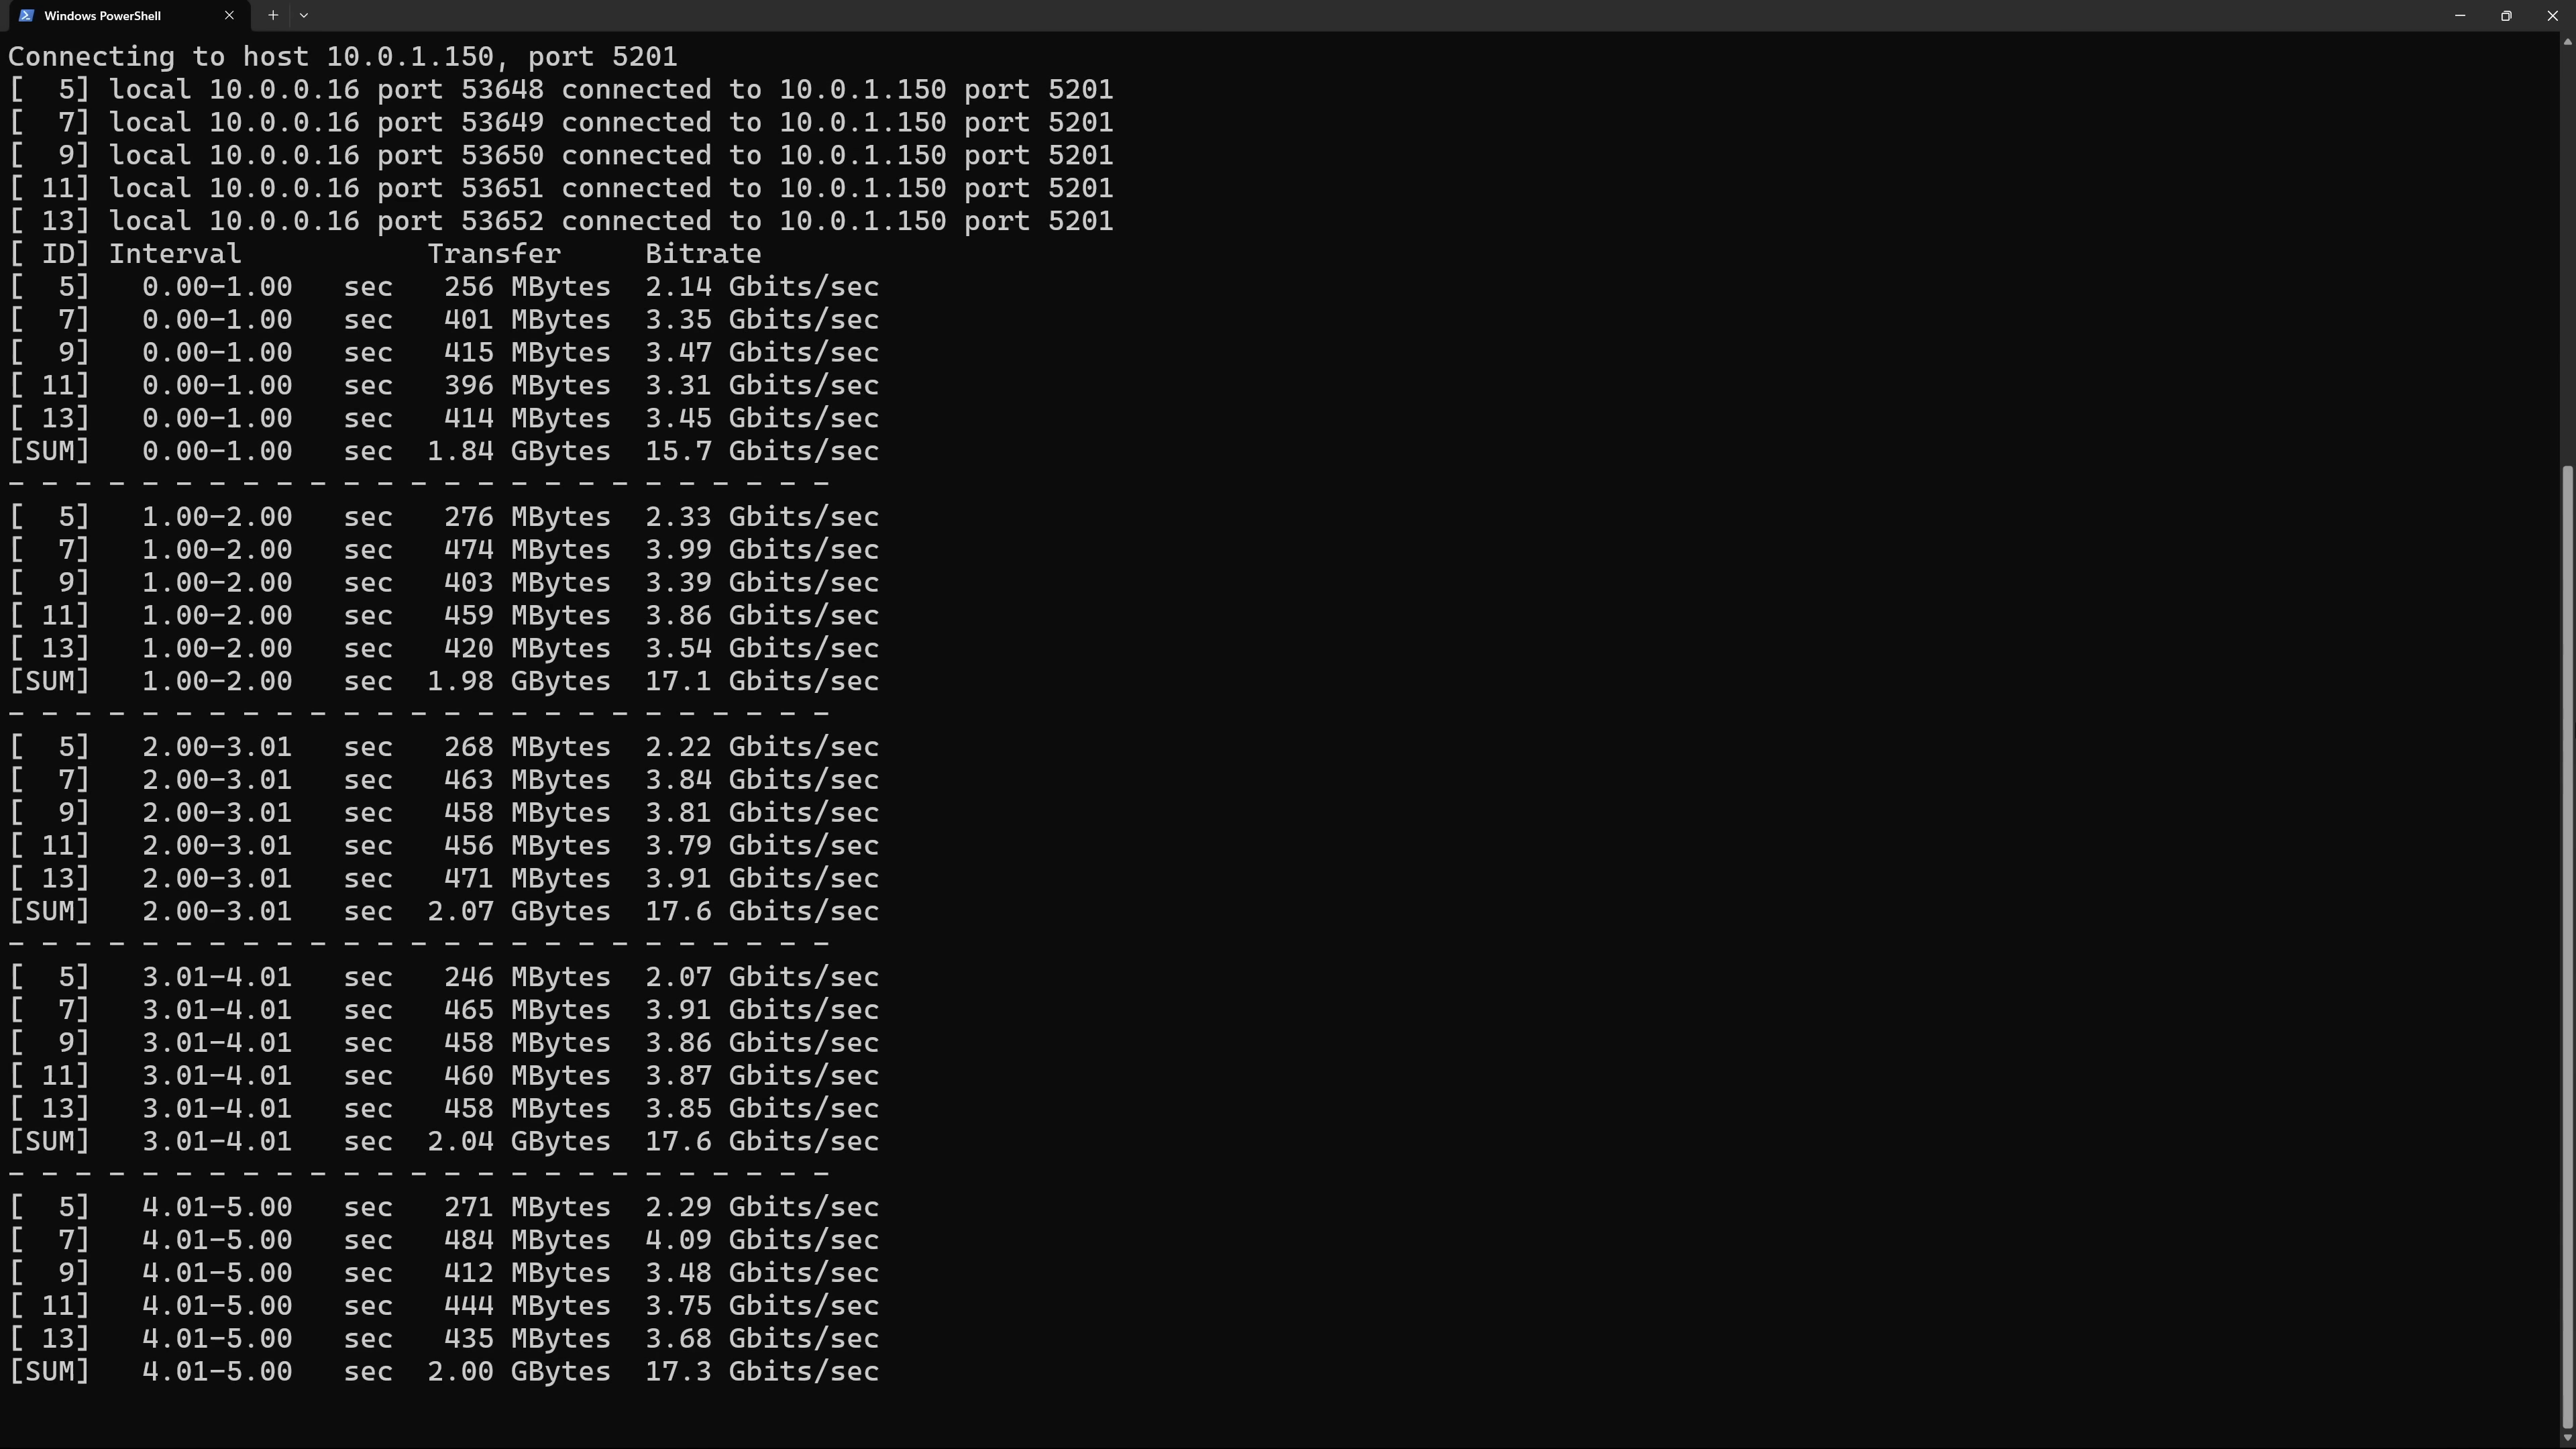 Windows PowerShell
Connecting to host 10.0.1.150, port 5201
[  5] local 10.0.0.16 port 53648 connected to 10.0.1.150 port 5201
[  7] local 10.0.0.16 port 53649 connected to 10.0.1.150 port 5201
[  9] local 10.0.0.16 port 53650 connected to 10.0.1.150 port 5201
[ 11] local 10.0.0.16 port 53651 connected to 10.0.1.150 port 5201
[ 13] local 10.0.0.16 port 53652 connected to 10.0.1.150 port 5201
[ ID] Interval           Transfer     Bitrate
[  5]   0.00-1.00   sec   256 MBytes  2.14 Gbits/sec
[  7]   0.00-1.00   sec   401 MBytes  3.35 Gbits/sec
[  9]   0.00-1.00   sec   415 MBytes  3.47 Gbits/sec
[ 11]   0.00-1.00   sec   396 MBytes  3.31 Gbits/sec
[ 13]   0.00-1.00   sec   414 MBytes  3.45 Gbits/sec
[SUM]   0.00-1.00   sec  1.84 GBytes  15.7 Gbits/sec
- - - - - - - - - - - - - - - - - - - - - - - - -
[  5]   1.00-2.00   sec   276 MBytes  2.33 Gbits/sec
[  7]   1.00-2.00   sec   474 MBytes  3.99 Gbits/sec
[  9]   1.00-2.00   sec   403 MBytes  3.39 Gbits/sec
[ 11]   1.00-2.00   sec   459 MBytes  3.86 Gbits/sec
[ 13]   1.00-2.00   sec   420 MBytes  3.54 Gbits/sec
[SUM]   1.00-2.00   sec  1.98 GBytes  17.1 Gbits/sec
- - - - - - - - - - - - - - - - - - - - - - - - -
[  5]   2.00-3.01   sec   268 MBytes  2.22 Gbits/sec
[  7]   2.00-3.01   sec   463 MBytes  3.84 Gbits/sec
[  9]   2.00-3.01   sec   458 MBytes  3.81 Gbits/sec
[ 11]   2.00-3.01   sec   456 MBytes  3.79 Gbits/sec
[ 13]   2.00-3.01   sec   471 MBytes  3.91 Gbits/sec
[SUM]   2.00-3.01   sec  2.07 GBytes  17.6 Gbits/sec
- - - - - - - - - - - - - - - - - - - - - - - - -
[  5]   3.01-4.01   sec   246 MBytes  2.07 Gbits/sec
[  7]   3.01-4.01   sec   465 MBytes  3.91 Gbits/sec
[  9]   3.01-4.01   sec   458 MBytes  3.86 Gbits/sec
[ 11]   3.01-4.01   sec   460 MBytes  3.87 Gbits/sec
[ 13]   3.01-4.01   sec   458 MBytes  3.85 Gbits/sec
[SUM]   3.01-4.01   sec  2.04 GBytes  17.6 Gbits/sec
- - - - - - - - - - - - - - - - - - - - - - - - -
[  5]   4.01-5.00   sec   271 MBytes  2.29 Gbits/sec
[  7]   4.01-5.00   sec   484 MBytes  4.09 Gbits/sec
[  9]   4.01-5.00   sec   412 MBytes  3.48 Gbits/sec
[ 11]   4.01-5.00   sec   444 MBytes  3.75 Gbits/sec
[ 13]   4.01-5.00   sec   435 MBytes  3.68 Gbits/sec
[SUM]   4.01-5.00   sec  2.00 GBytes  17.3 Gbits/sec